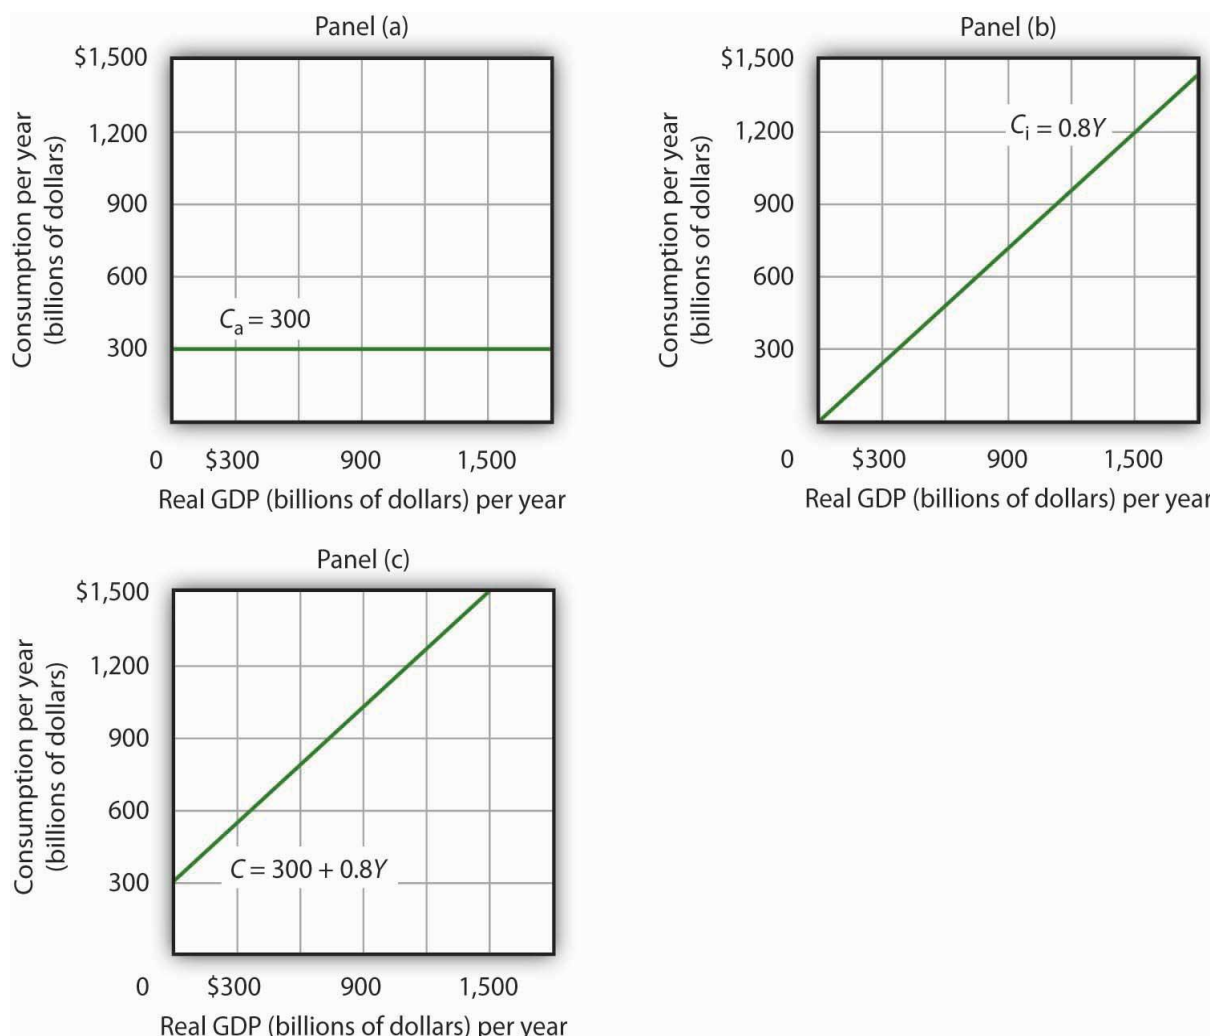 Panel (a)
$1,500
1,200
900
600
300
Consumption per year
(billions of dollars)
Ca = 300
0 $300 900 1,500
Real GDP (billions of dollars) per year
Panel (b)
$1,500
1,200
900
600
300
Consumption per year
(billions of dollars)
Ci = 0.8Y
0 $300 900 1,500
Real GDP (billions of dollars) per year
Panel (c)
$1,500
1,200
900
600
300
Consumption per year
(billions of dollars)
C = 300 + 0.8Y
0 $300 900 1,500
Real GDP (billions of dollars) per year